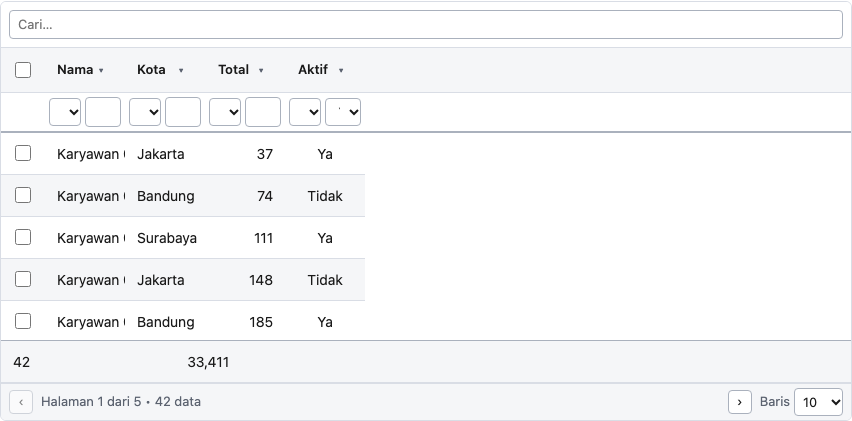 Cari...
Nama Kota Total Aktif
Karyawan Jakarta 37 Ya
Karyawan Bandung 74 Tidak
Karyawan Surabaya 111 Ya
Karyawan Jakarta 148 Tidak
Karyawan Bandung 185 Ya
42 33,411
‹ Halaman 1 dari 5 • 42 data › Baris 10